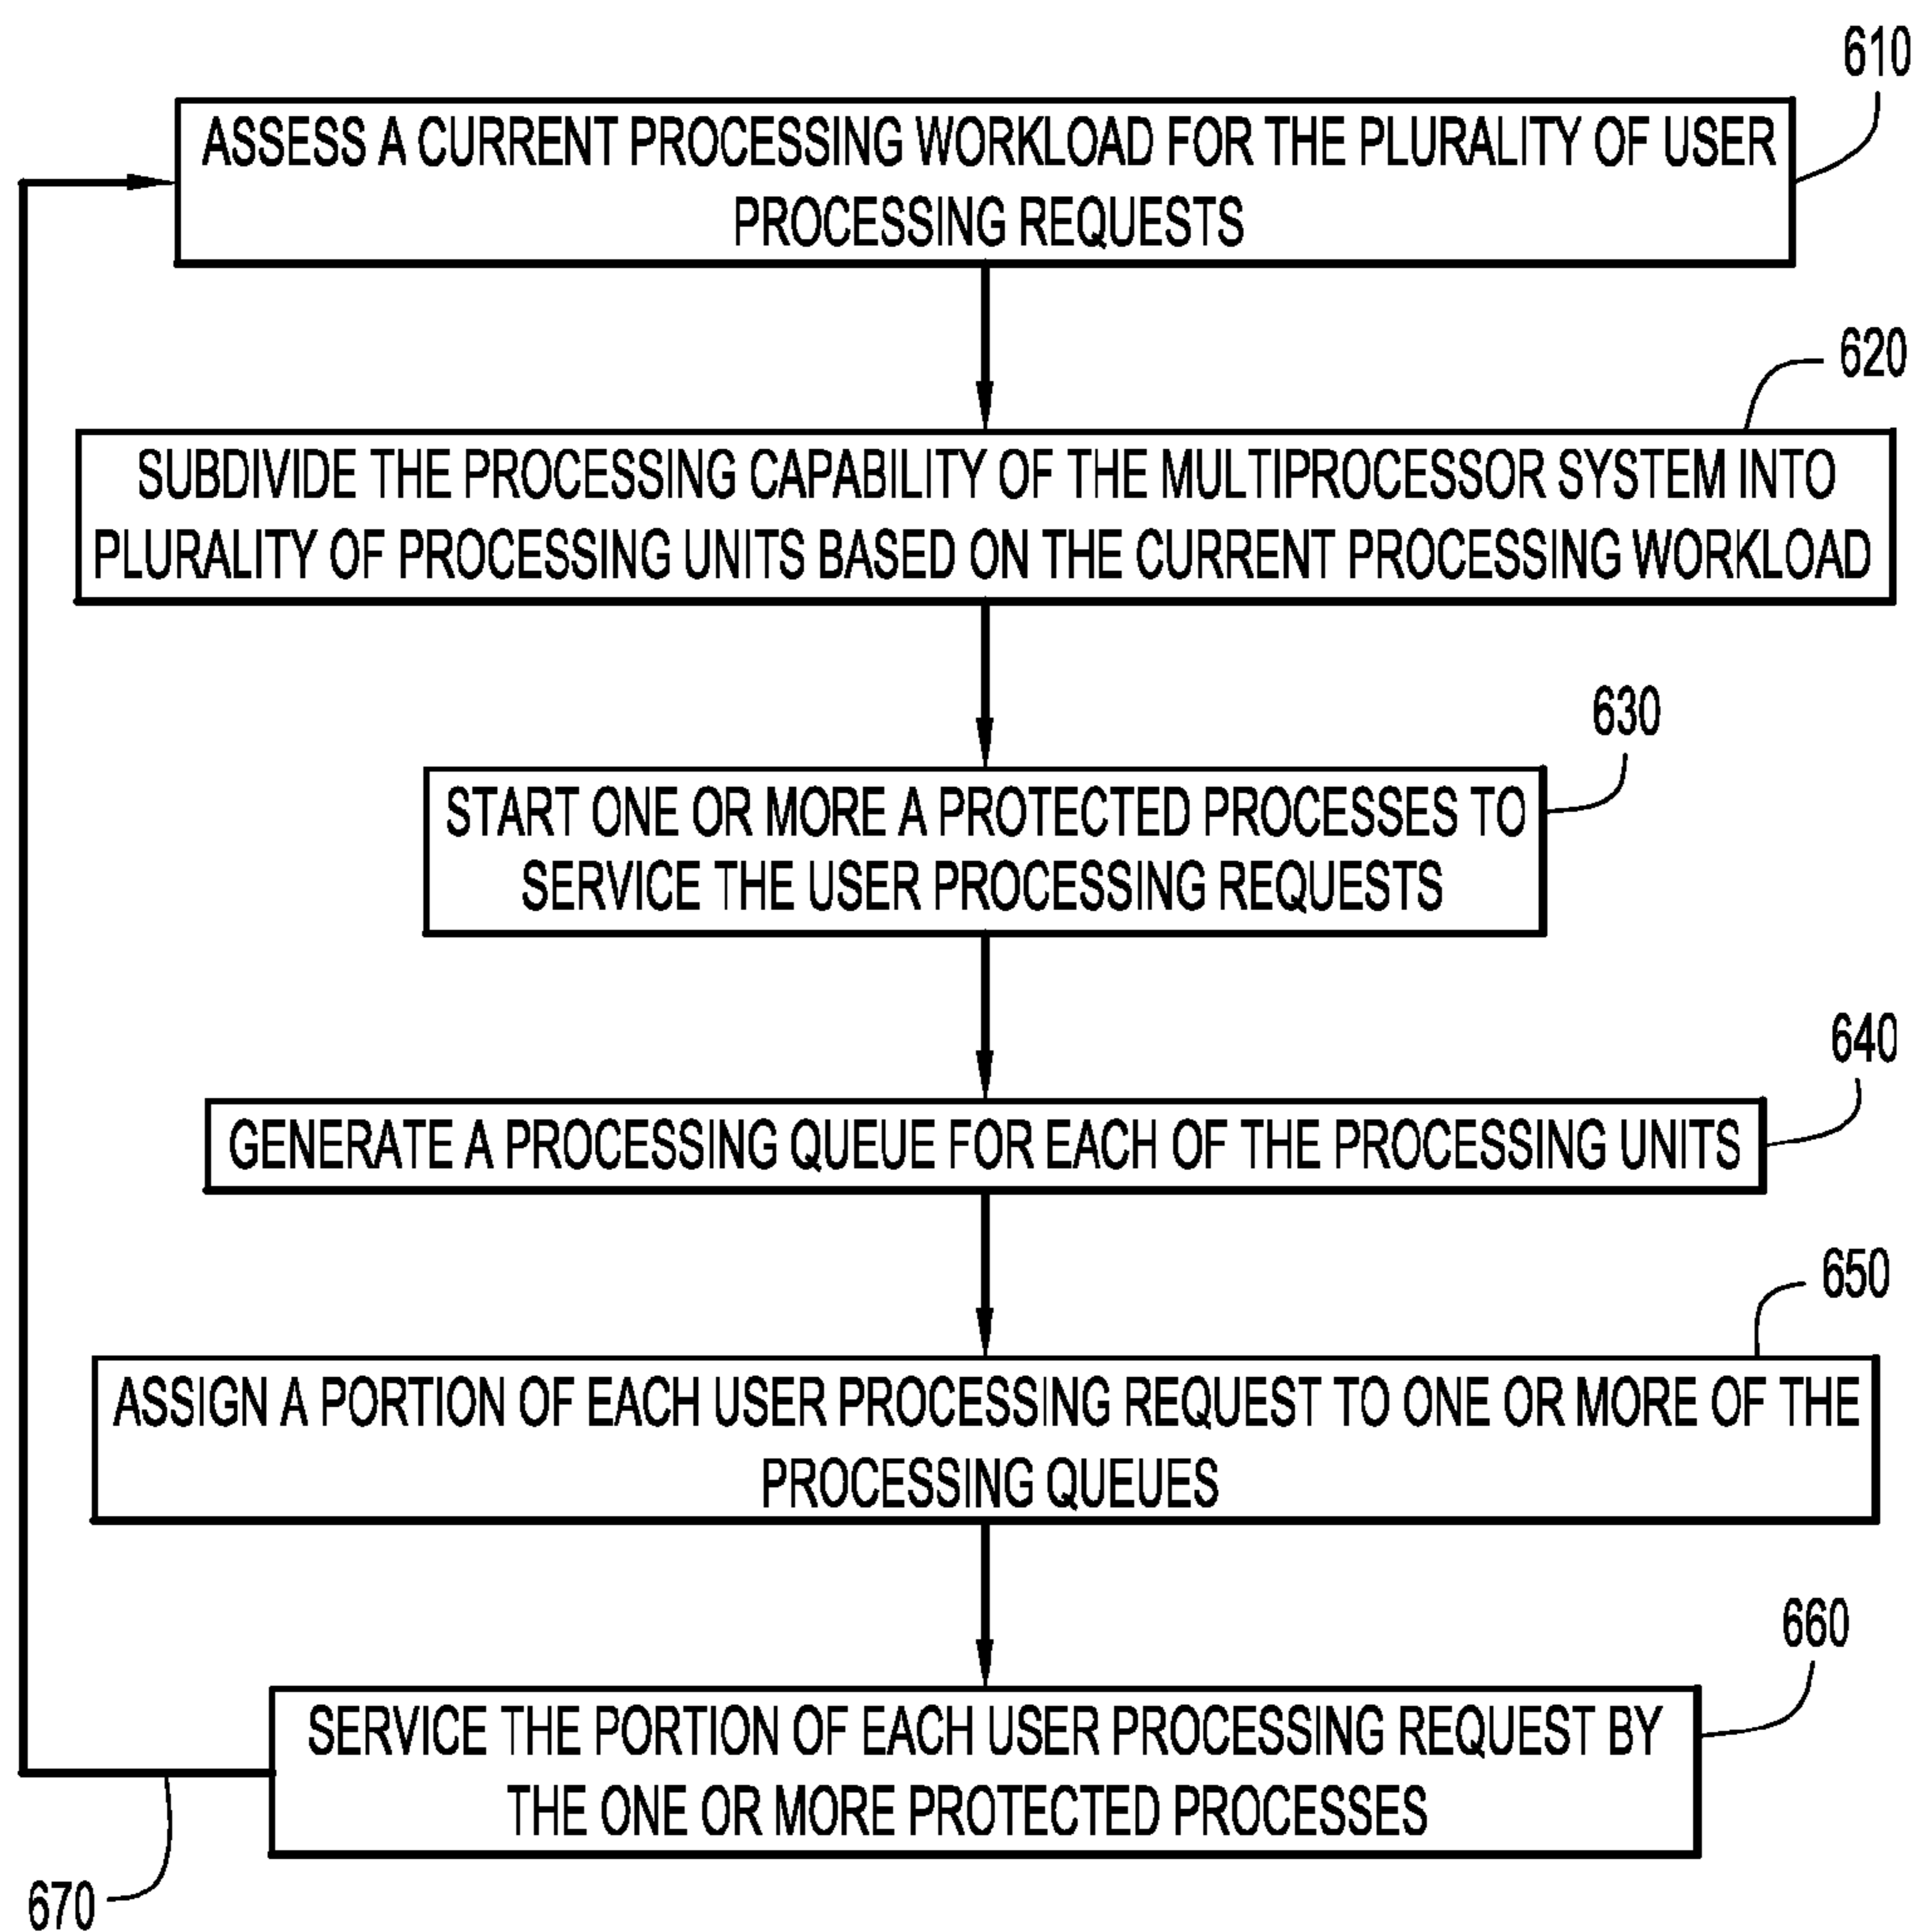 610
ASSESS A CURRENT PROCESSING WORKLOAD FOR THE PLURALITY OF USER
PROCESSING REQUESTS
620
SUBDIVIDE THE PROCESSING CAPABILITY OF THE MULTIPROCESSOR SYSTEM INTO
PLURALITY OF PROCESSING UNITS BASED ON THE CURRENT PROCESSING WORKLOAD
630
START ONE OR MORE A PROTECTED PROCESSES TO
SERVICE THE USER PROCESSING REQUESTS
640
GENERATE A PROCESSING QUEUE FOR EACH OF THE PROCESSING UNITS
650
ASSIGN A PORTION OF EACH USER PROCESSING REQUEST TO ONE OR MORE OF THE
PROCESSING QUEUES
660
SERVICE THE PORTION OF EACH USER PROCESSING REQUEST BY
THE ONE OR MORE PROTECTED PROCESSES
670